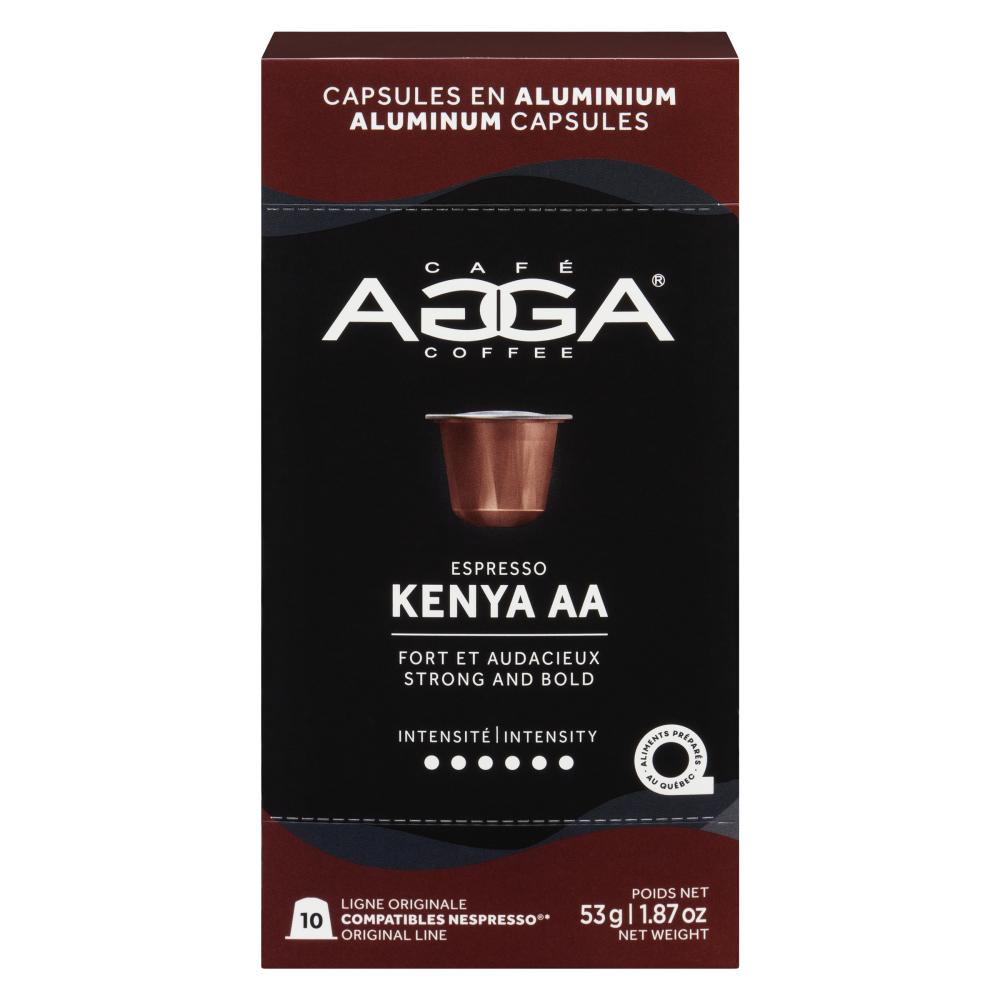 CAPSULES EN ALUMINIUM
ALUMINUM CAPSULES
CAFÉ
AGGA®
COFFEE
ESPRESSO
KENYA AA
FORT ET AUDACIEUX
STRONG AND BOLD
INTENSITÉ | INTENSITY
ALIMENTS PRÉPARÉS
· AU QUÉBEC ·
10
LIGNE ORIGINALE
COMPATIBLES NESPRESSO®*
ORIGINAL LINE
POIDS NET
53 g | 1.87 oz
NET WEIGHT